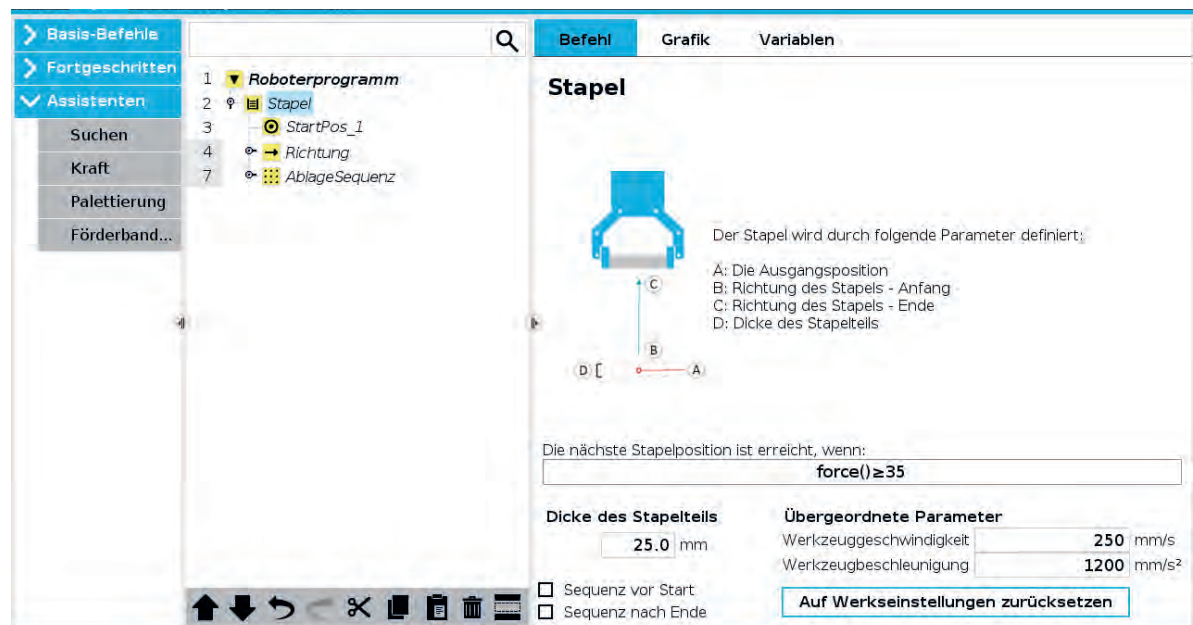 Basis-Befehle
Fortgeschritten
Assistenten
Suchen
Kraft
Palettierung
Förderband...
1 Roboterprogramm
2 Stapel
3 StartPos_1
4 Richtung
7 AblageSequenz
Befehl Grafik Variablen
Stapel
Der Stapel wird durch folgende Parameter definiert:
A: Die Ausgangsposition
B: Richtung des Stapels - Anfang
C: Richtung des Stapels - Ende
D: Dicke des Stapelteils
C
B
D A
Die nächste Stapelposition ist erreicht, wenn:
force()≥35
Dicke des Stapelteils
25.0 mm
Sequenz vor Start
Sequenz nach Ende
Übergeordnete Parameter
Werkzeuggeschwindigkeit 250 mm/s
Werkzeugbeschleunigung 1200 mm/s²
Auf Werkseinstellungen zurücksetzen